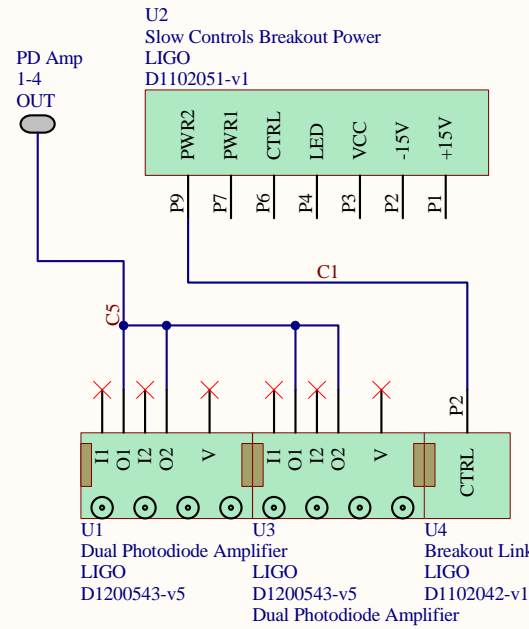 U2
Slow Controls Breakout Power
LIGO
D1102051-v1
PD Amp
1-4
OUT
PWR2
PWR1
CTRL
LED
VCC
-15V
+15V
P9
P7
P6
P4
P3
P2
P1
C1
C5
P2
I1
O1
I2
O2
V
I1
O1
I2
O2
V
CTRL
U1
Dual Photodiode Amplifier
LIGO
D1200543-v5
U3
LIGO
D1200543-v5
Dual Photodiode Amplifier
U4
Breakout Link
LIGO
D1102042-v1